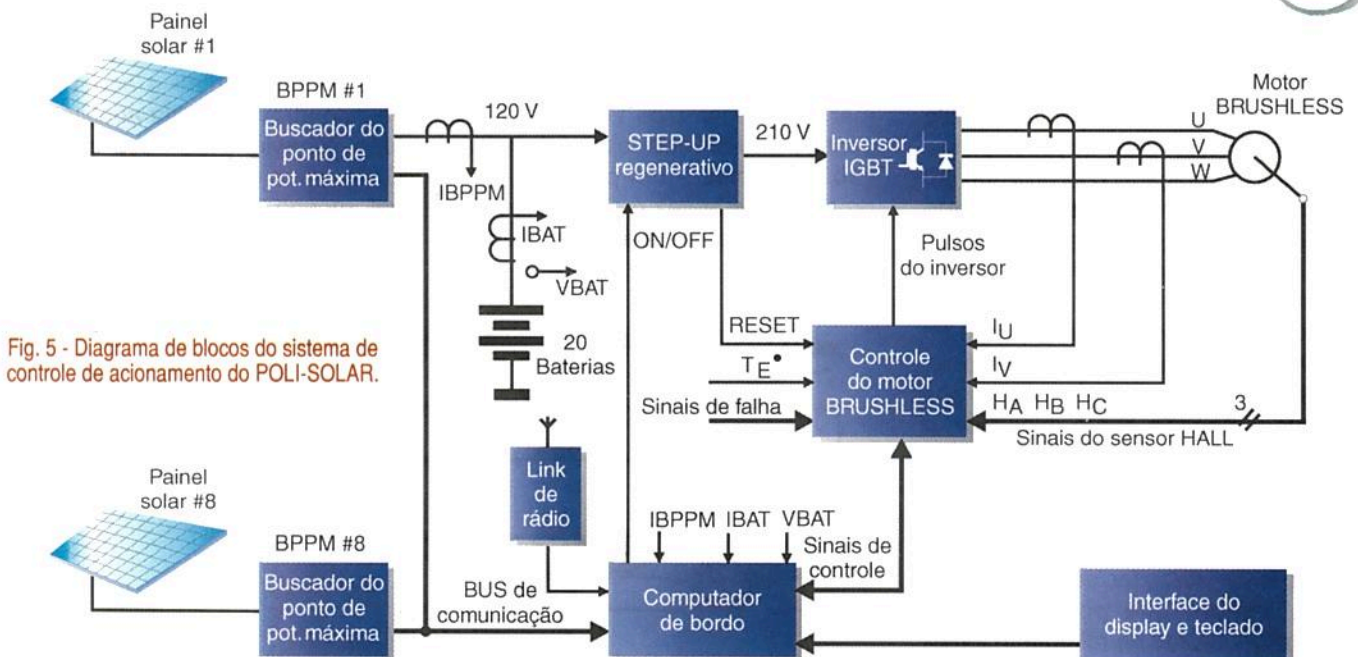 Painel
solar #1
BPPM #1
Buscador do
ponto de
pot. máxima
120 V
IBPPM
IBAT
VBAT
20
Baterias
STEP-UP
regenerativo
210 V
Inversor
IGBT
U
V
W
Motor
BRUSHLESS
ON/OFF
Pulsos
do inversor
RESET
TE•
Sinais de falha
Controle
do motor
BRUSHLESS
IU
IV
HA HB HC
3
Sinais do sensor HALL
Fig. 5 - Diagrama de blocos do sistema de
controle de acionamento do POLI-SOLAR.
Link
de
rádio
Painel
solar #8
BPPM #8
Buscador do
ponto de
pot. máxima
BUS de
comunicação
IBPPM IBAT VBAT
Sinais de
controle
Computador
de bordo
Interface do
display e teclado